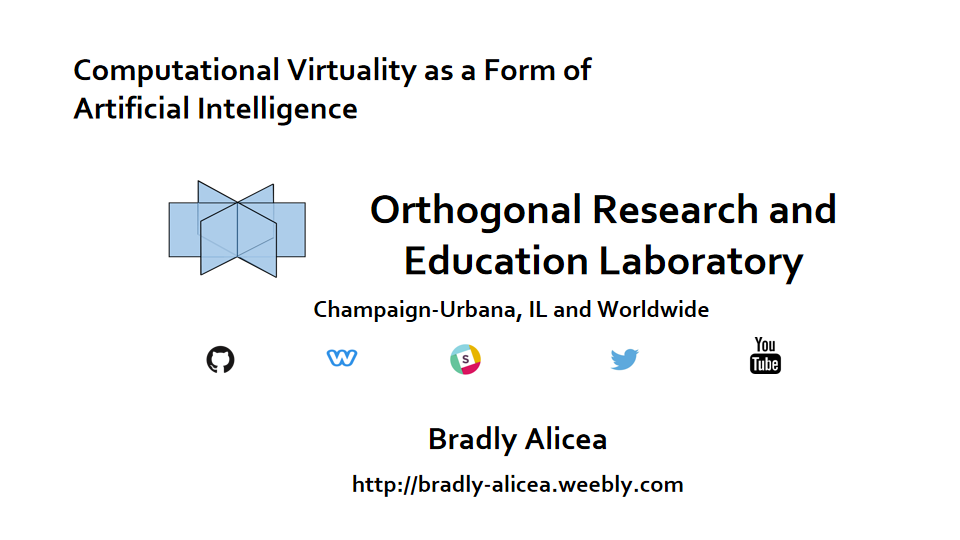 Computational Virtuality as a Form of
Artificial Intelligence
Orthogonal Research and
Education Laboratory
Champaign-Urbana, IL and Worldwide
S
You
Tube
Bradly Alicea
http://bradly-alicea.weebly.com